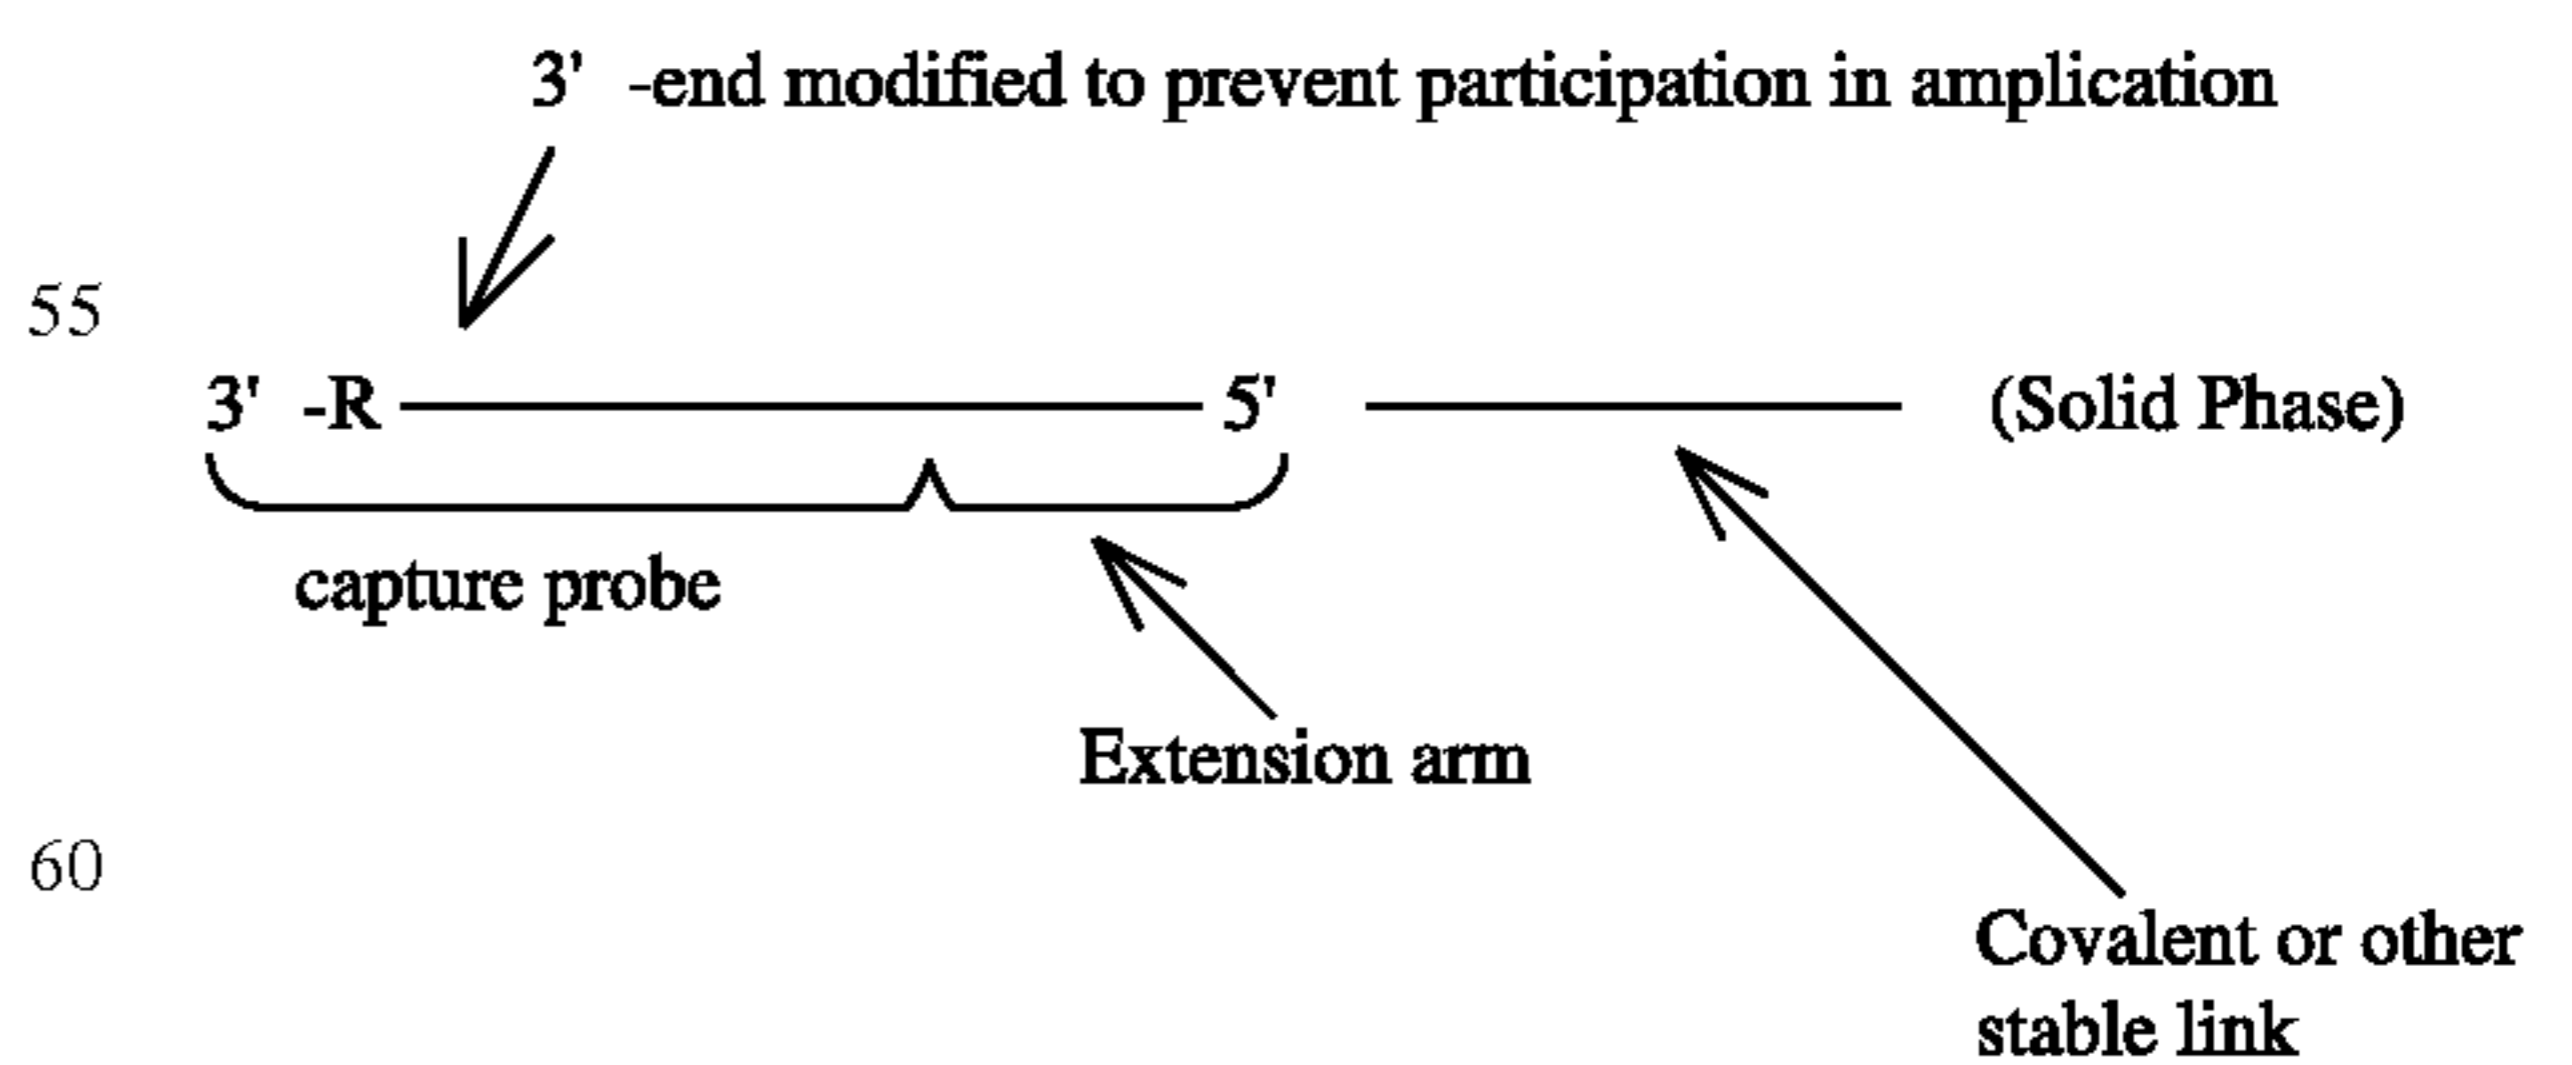 3' -end modified to prevent participation in amplication
55
3' -R 5' (Solid Phase)
capture probe
Extension arm
60
Covalent or other
stable link